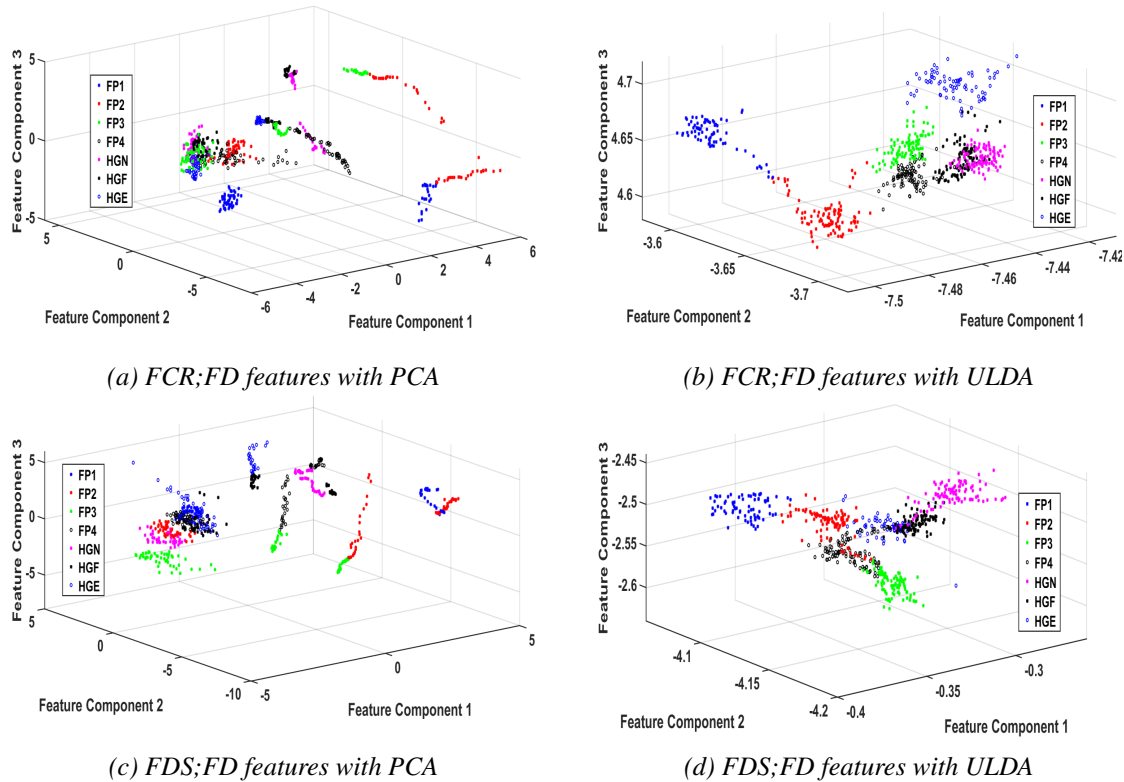 Feature Component 3
5
0
-5
5
0
-5
-6
-4
-2
0
2
4
6
Feature Component 2
Feature Component 1
FP1
FP2
FP3
FP4
HGN
HGF
HGE
(a) FCR;FD features with PCA
Feature Component 3
4.7
4.65
4.6
-3.6
-3.65
-3.7
-7.5
-7.48
-7.46
-7.44
-7.42
Feature Component 2
Feature Component 1
FP1
FP2
FP3
FP4
HGN
HGF
HGE
(b) FCR;FD features with ULDA
Feature Component 3
5
0
-5
5
0
-5
-10
-5
0
5
Feature Component 2
Feature Component 1
FP1
FP2
FP3
FP4
HGN
HGF
HGE
(c) FDS;FD features with PCA
Feature Component 3
-2.45
-2.5
-2.55
-2.6
-4.1
-4.15
-4.2
-0.4
-0.35
-0.3
Feature Component 2
Feature Component 1
FP1
FP2
FP3
FP4
HGN
HGF
HGE
(d) FDS;FD features with ULDA